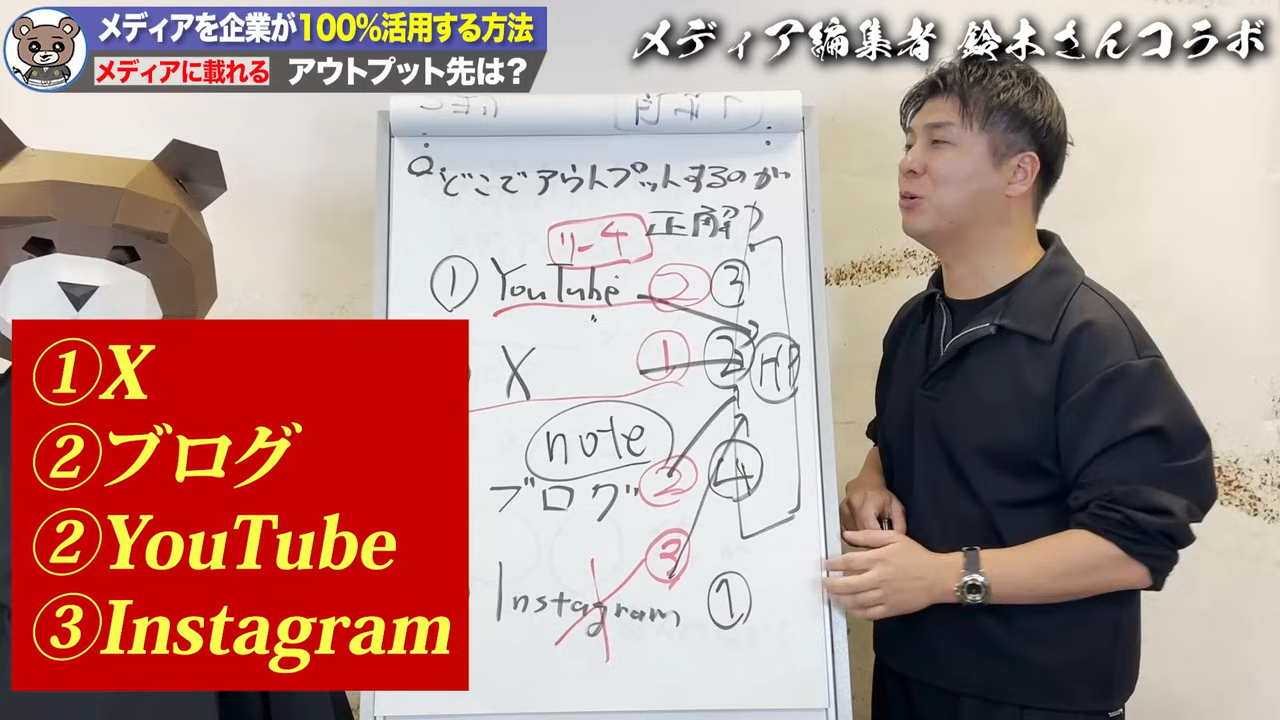 メディアを企業が100%活用する方法
メディアに載れる アウトプット先は?
メディア編集者 鈴木さんコラボ
Q.どこでアウトプットするのが
正解?
リーチ
① YouTube ② ③
X ① ② HP
note
ブログ ② ④
Instagram ③ ①
①X
②ブログ
②YouTube
③Instagram